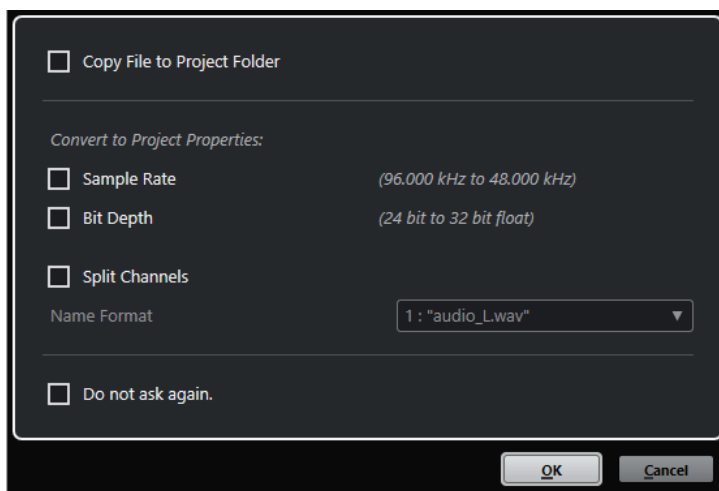 Copy File to Project Folder
Convert to Project Properties:
Sample Rate (96.000 kHz to 48.000 kHz)
Bit Depth (24 bit to 32 bit float)
Split Channels
Name Format 1 : "audio_L.wav"
Do not ask again.
OK Cancel